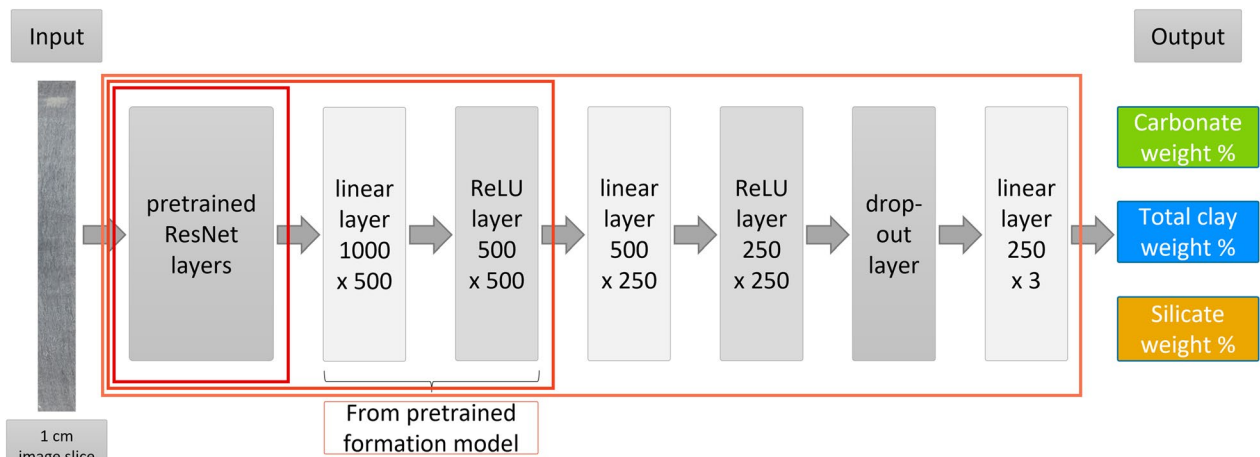 Input
Output
pretrained
ResNet
layers
linear
layer
1000
x 500
ReLU
layer
500
x 500
linear
layer
500
x 250
ReLU
layer
250
x 250
drop-
out
layer
linear
layer
250
x 3
Carbonate
weight %
Total clay
weight %
Silicate
weight %
From pretrained
formation model
1 cm
image slice